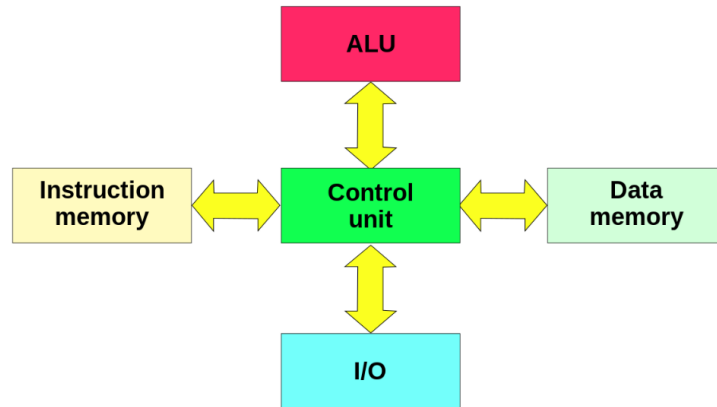 ALU
Instruction
memory
Control
unit
Data
memory
I/O